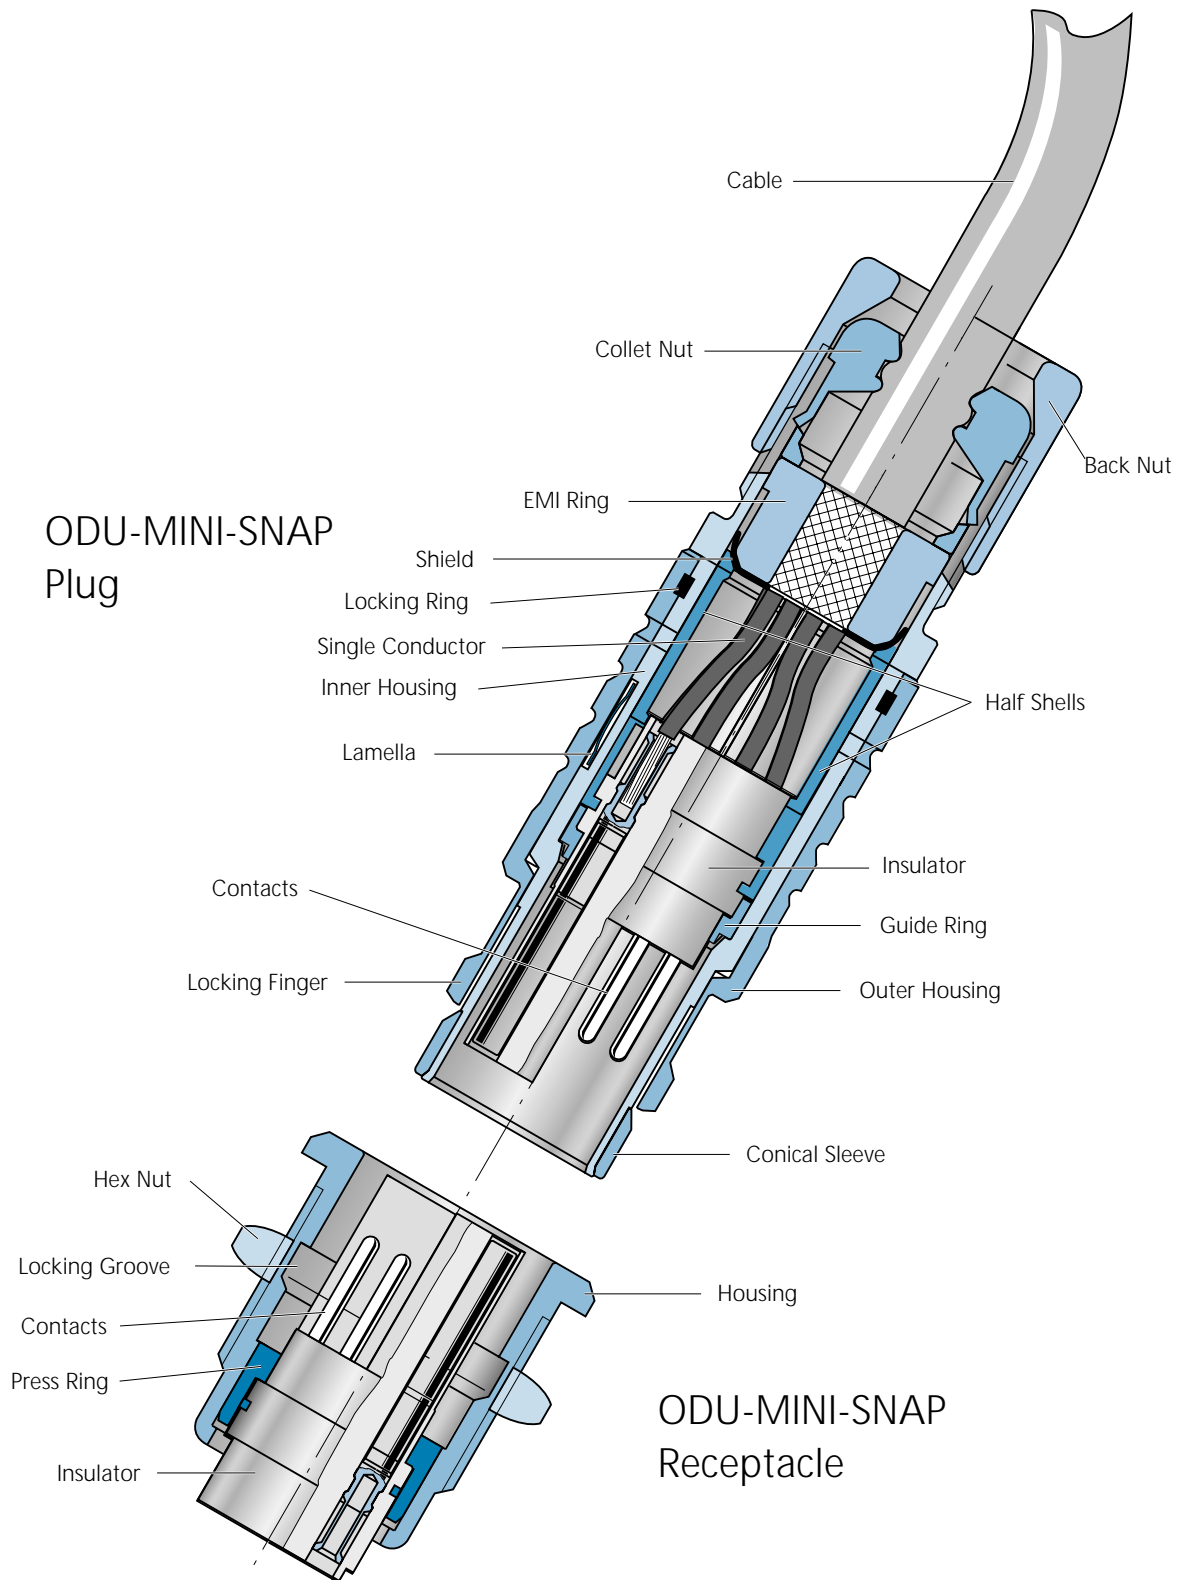 Cable
Collet Nut
Back Nut
EMI Ring
ODU-MINI-SNAP
Plug
Shield
Locking Ring
Single Conductor
Inner Housing
Half Shells
Lamella
Insulator
Contacts
Guide Ring
Locking Finger
Outer Housing
Conical Sleeve
Hex Nut
Locking Groove
Housing
Contacts
Press Ring
ODU-MINI-SNAP
Receptacle
Insulator